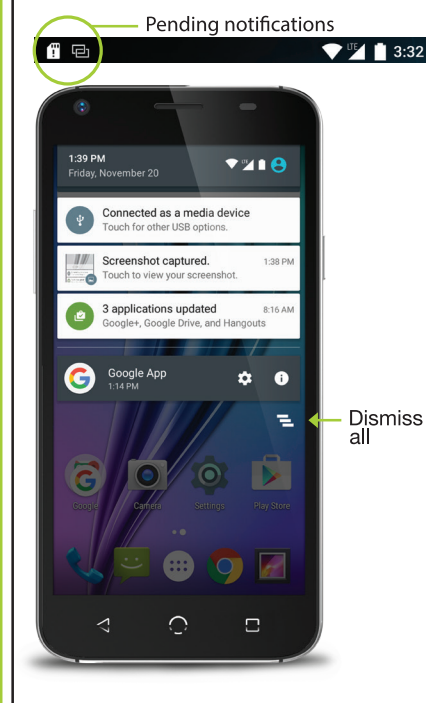 Pending notifications
LTE 3:32
1:39 PM
Friday, November 20
LTE
Connected as a media device
Touch for other USB options.
Screenshot captured. 1:38 PM
Touch to view your screenshot.
3 applications updated 8:16 AM
Google+, Google Drive, and Hangouts
Google App
1:14 PM
Dismiss
all
Google Camera Settings Play Store